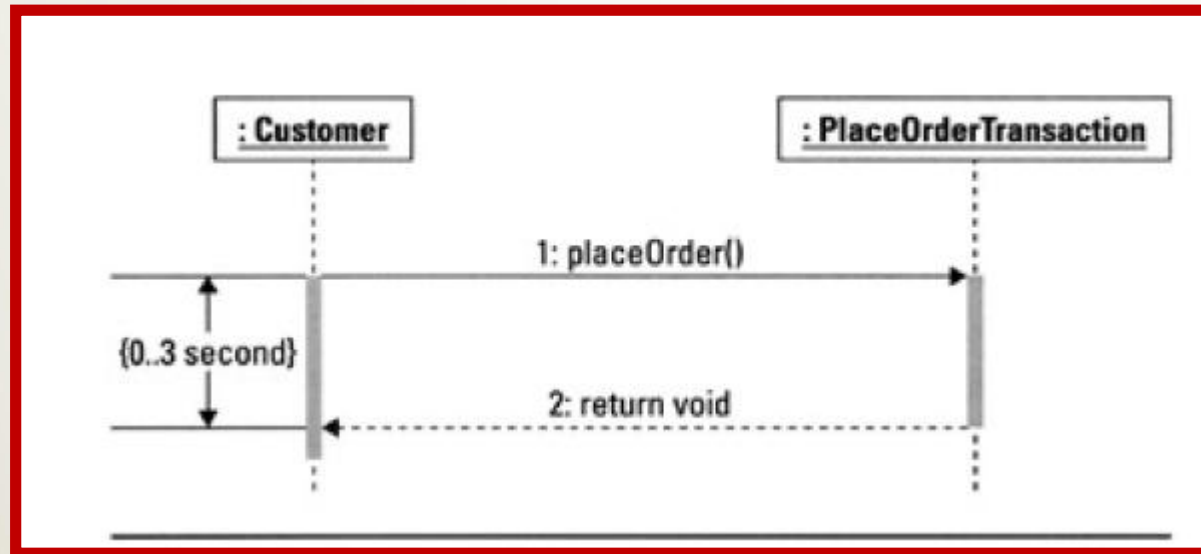 : Customer
: PlaceOrderTransaction
1: placeOrder()
{0..3 second}
2: return void